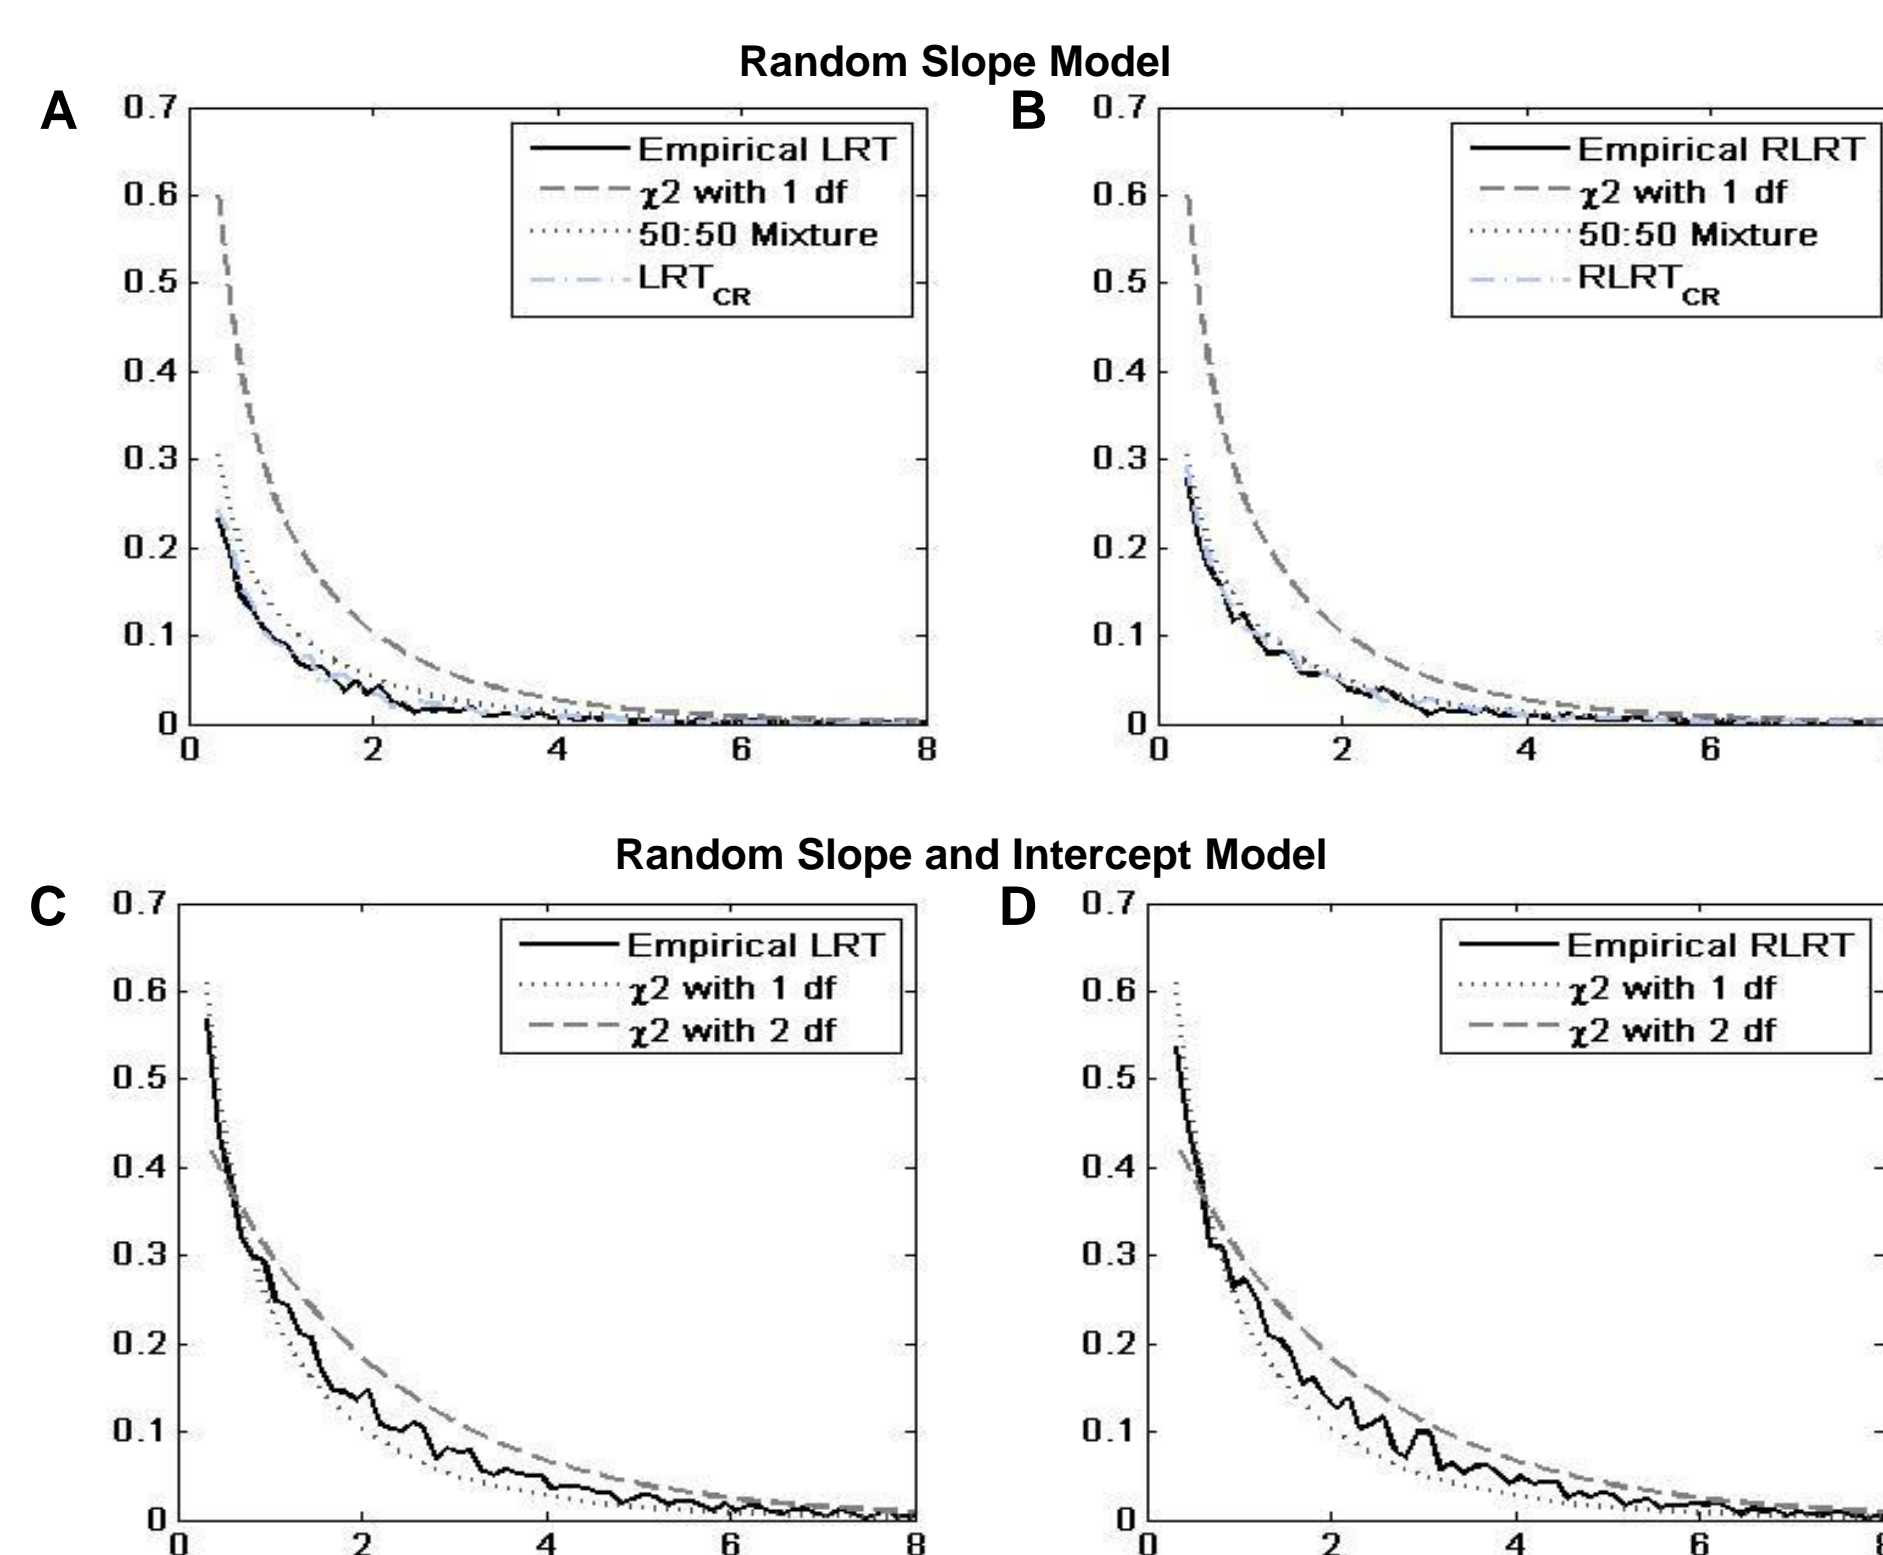 Random Slope Model
A
0.7
0.6
0.5
0.4
0.3
0.2
0.1
0
0
2
4
6
8
Empirical LRT
χ2 with 1 df
50:50 Mixture
LRT_CR
B
0.7
0.6
0.5
0.4
0.3
0.2
0.1
0
0
2
4
6
Empirical RLRT
χ2 with 1 df
50:50 Mixture
RLRT_CR
Random Slope and Intercept Model
C
0.7
0.6
0.5
0.4
0.3
0.2
0.1
0
0
2
4
6
8
Empirical LRT
χ2 with 1 df
χ2 with 2 df
D
0.7
0.6
0.5
0.4
0.3
0.2
0.1
0
0
2
4
6
8
Empirical RLRT
χ2 with 1 df
χ2 with 2 df